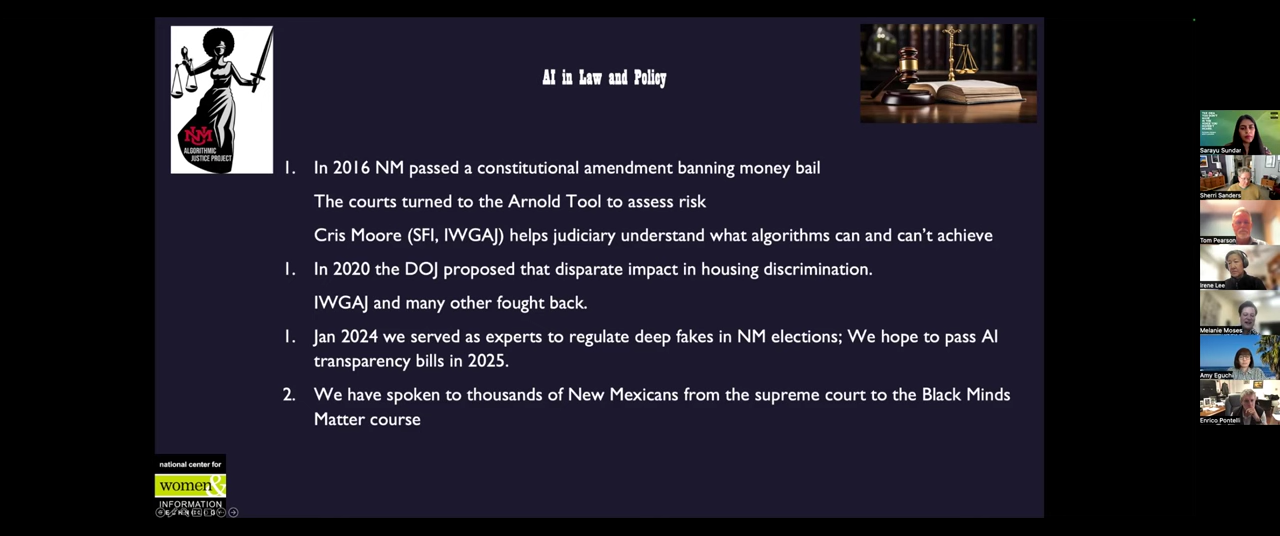 AI in Law and Policy
UNM
ALGORITHMIC
JUSTICE PROJECT
1. In 2016 NM passed a constitutional amendment banning money bail
The courts turned to the Arnold Tool to assess risk
Cris Moore (SFI, IWGAJ) helps judiciary understand what algorithms can and can’t achieve
1. In 2020 the DOJ proposed that disparate impact in housing discrimination.
IWGAJ and many other fought back.
1. Jan 2024 we served as experts to regulate deep fakes in NM elections; We hope to pass AI
transparency bills in 2025.
2. We have spoken to thousands of New Mexicans from the supreme court to the Black Minds
Matter course
national center for
women&
INFORMATION
Sarayu Sundar
Sherri Sanders
Tom Pearson
Irene Lee
Melanie Moses
Amy Eguchi
Enrico Pontelli